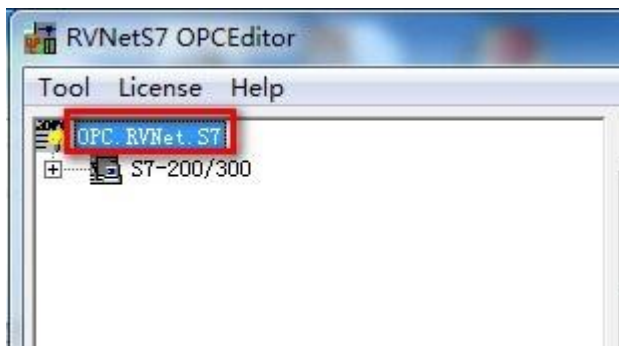 RVNetS7 OPCEditor
Tool License Help
OPC.RVNet.S7
S7-200/300